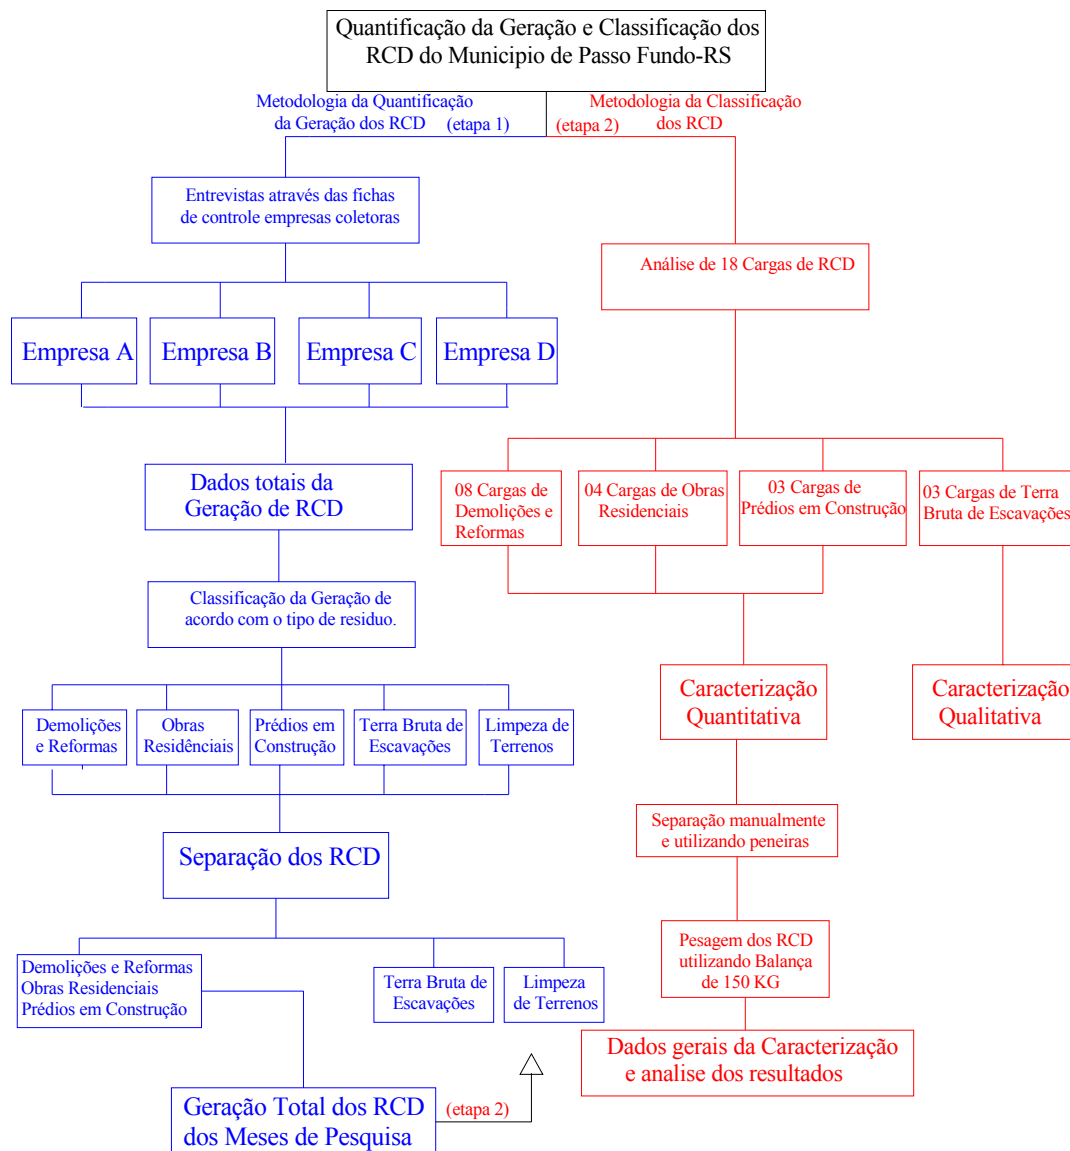 Quantificação da Geração e Classificação dos
RCD do Municipio de Passo Fundo-RS
Metodologia da Quantificação
da Geração dos RCD
(etapa 1)
(etapa 2)
Metodologia da Classificação
dos RCD
Entrevistas através das fichas
de controle empresas coletoras
Empresa A
Empresa B
Empresa C
Empresa D
Dados totais da
Geração de RCD
Classificação da Geração de
acordo com o tipo de residuo.
Demolições
e Reformas
Obras
Residênciais
Prédios em
Construção
Terra Bruta de
Escavações
Limpeza de
Terrenos
Separação dos RCD
Demolições e Reformas
Obras Residenciais
Prédios em Construção
Terra Bruta de
Escavações
Limpeza
de Terrenos
Geração Total dos RCD
dos Meses de Pesquisa
(etapa 2)
Análise de 18 Cargas de RCD
08 Cargas de
Demolições e
Reformas
04 Cargas de Obras
Residenciais
03 Cargas de
Prédios em Construção
03 Cargas de Terra
Bruta de Escavações
Caracterização
Quantitativa
Caracterização
Qualitativa
Separação manualmente
e utilizando peneiras
Pesagem dos RCD
utilizando Balança
de 150 KG
Dados gerais da Caracterização
e analise dos resultados